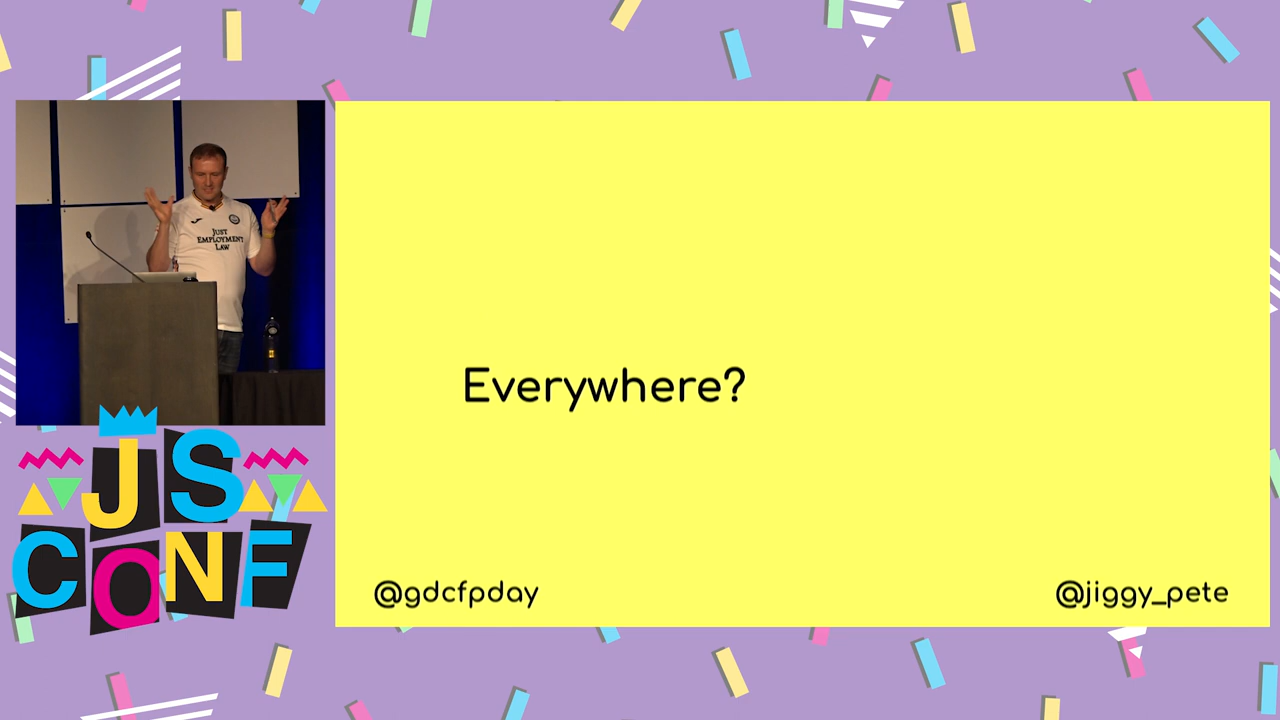 Just
Employment
Law
JS
CONF
Everywhere?
@gdcfpday
@jiggy_pete